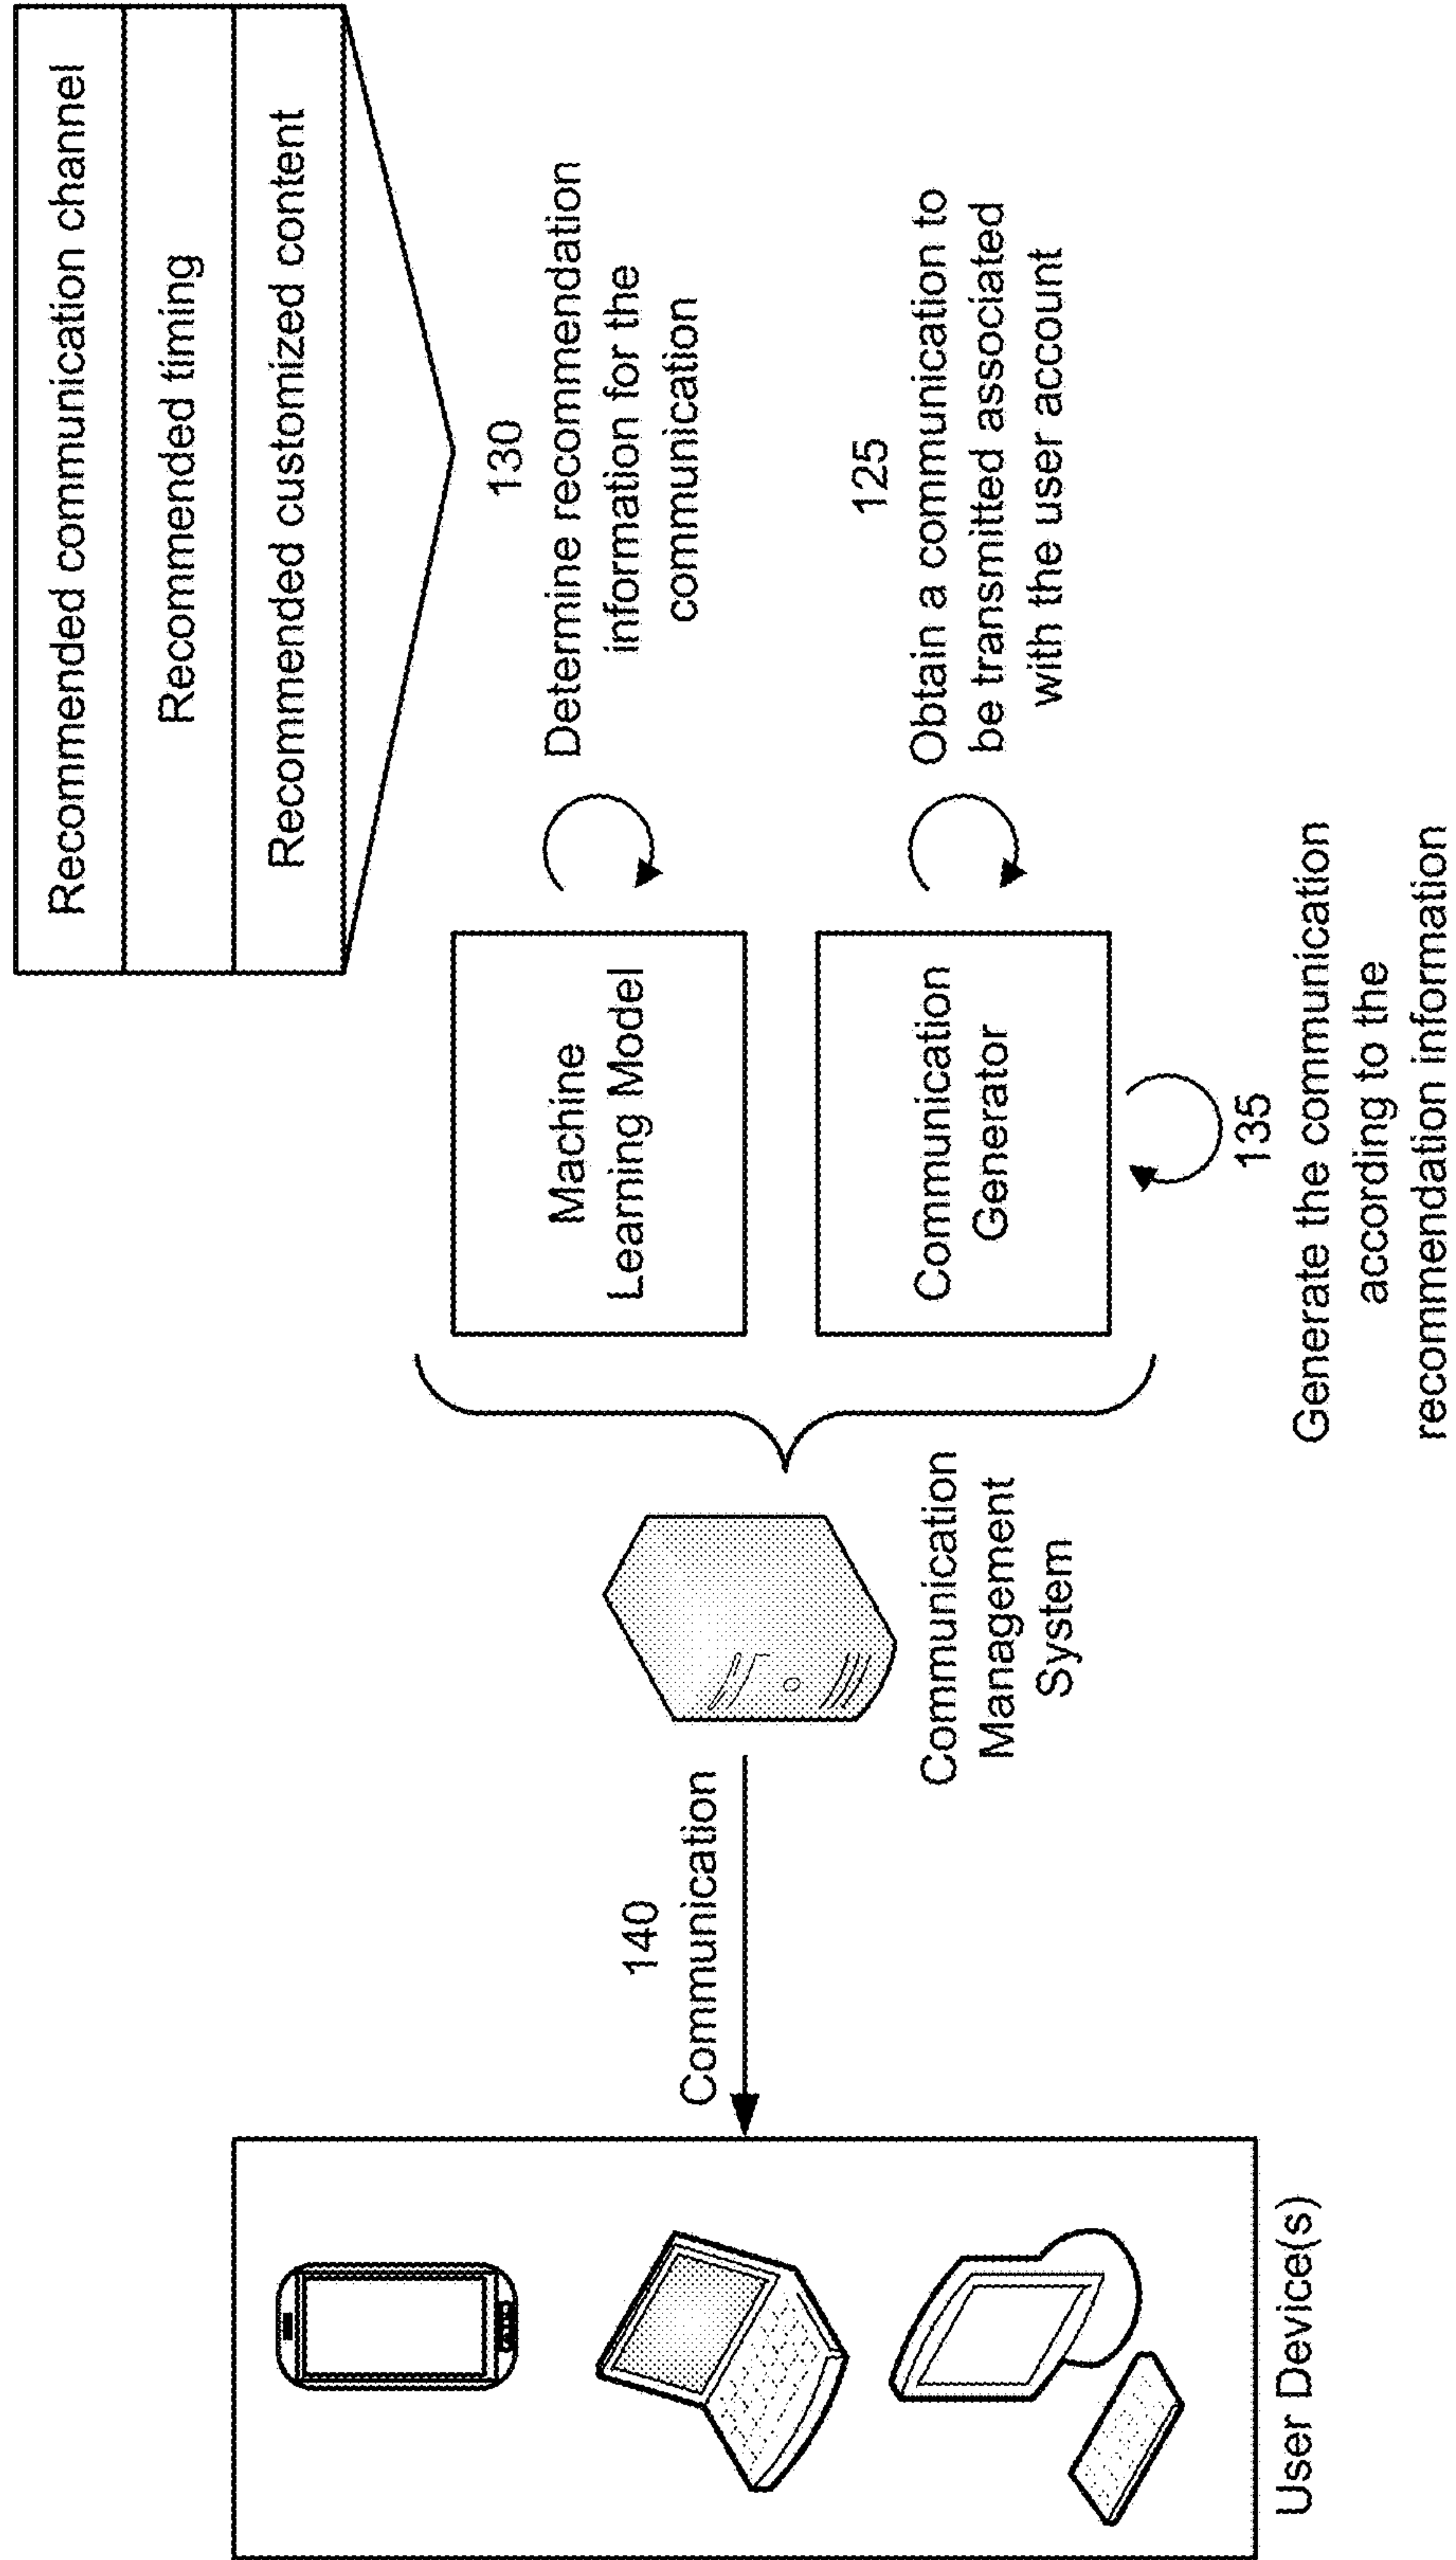 Recommended communication channel
Recommended timing
Recommended customized content
130
Determine recommendation
information for the
communication
125
Obtain a communication to
be transmitted associated
with the user account
Machine
Learning Model
Communication
Generator
135
Generate the communication
according to the
recommendation information
Communication
Management
System
140
Communication
User Device(s)